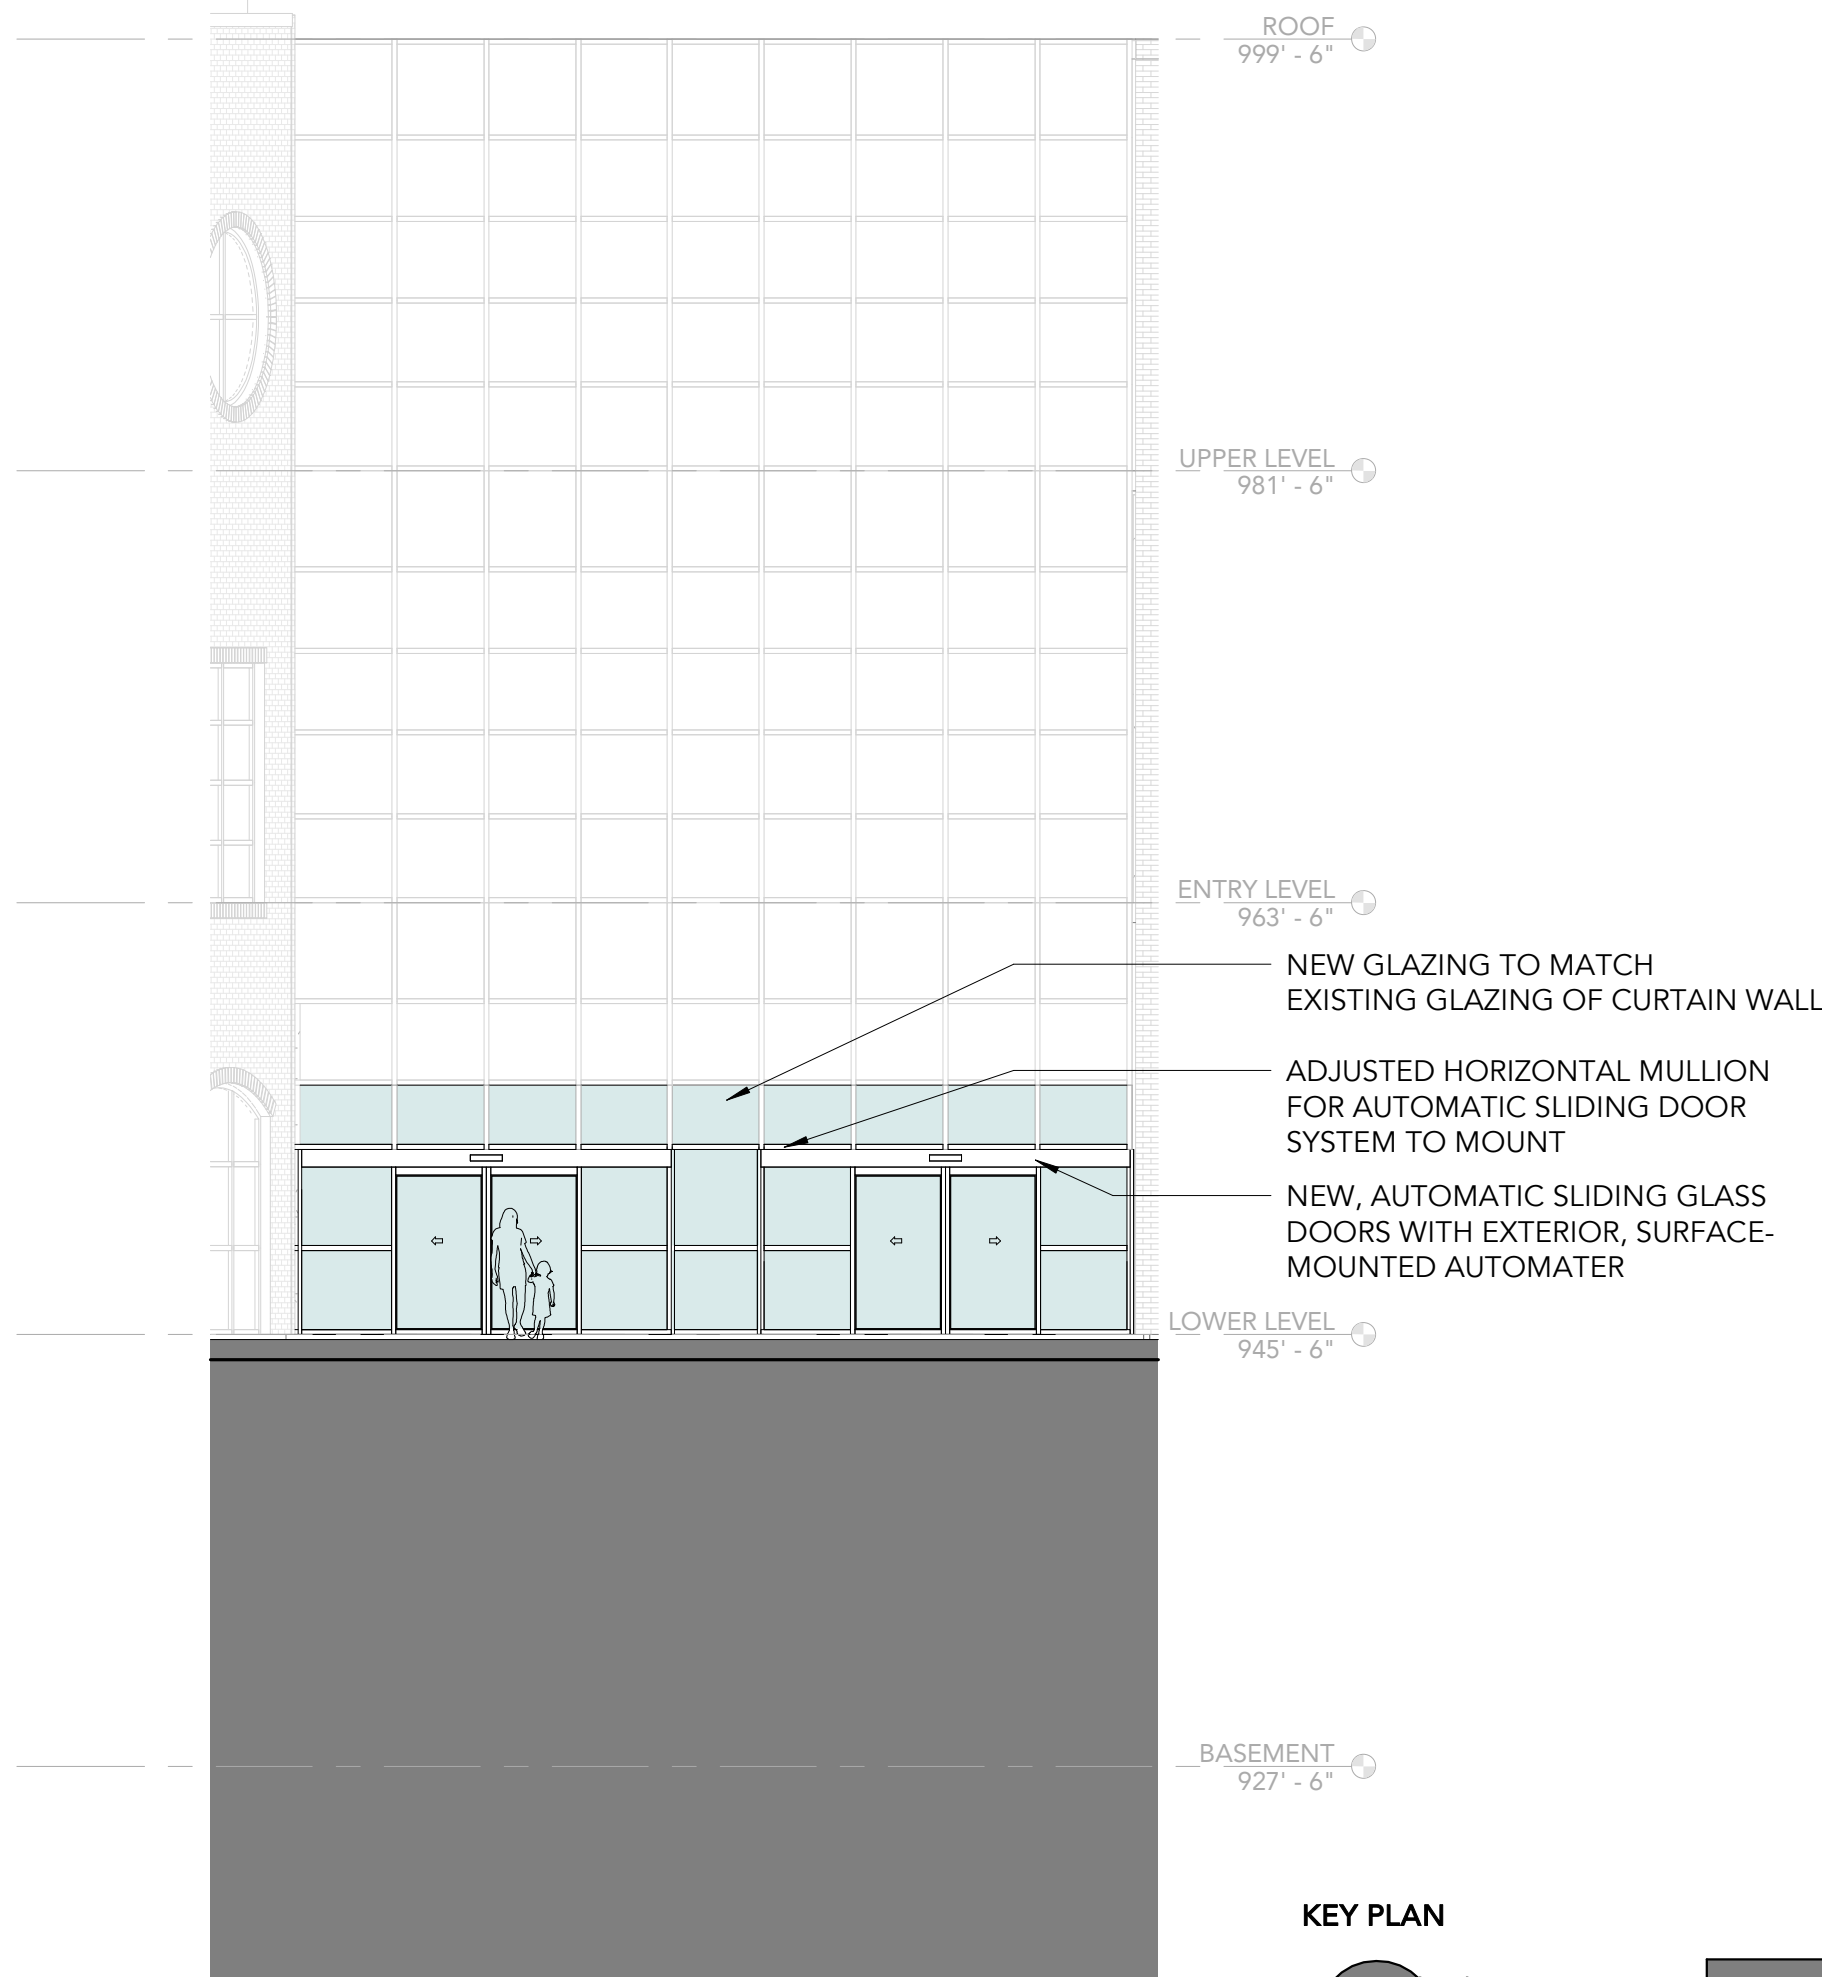 ROOF
999' - 6"
UPPER LEVEL
981' - 6"
ENTRY LEVEL
963' - 6"
NEW GLAZING TO MATCH
EXISTING GLAZING OF CURTAIN WALL
ADJUSTED HORIZONTAL MULLION
FOR AUTOMATIC SLIDING DOOR
SYSTEM TO MOUNT
NEW, AUTOMATIC SLIDING GLASS
DOORS WITH EXTERIOR, SURFACE-
MOUNTED AUTOMATER
LOWER LEVEL
945' - 6"
BASEMENT
927' - 6"
KEY PLAN